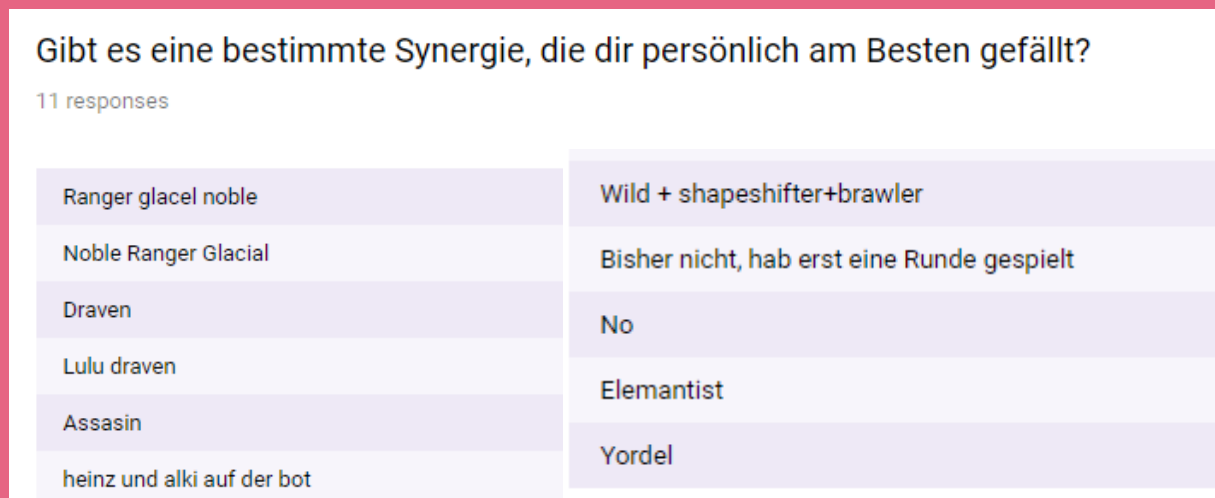 Gibt es eine bestimmte Synergie, die dir persönlich am Besten gefällt?
11 responses
Ranger glacel noble
Noble Ranger Glacial
Draven
Lulu draven
Assasin
heinz und alki auf der bot
Wild + shapeshifter+brawler
Bisher nicht, hab erst eine Runde gespielt
No
Elemantist
Yordel